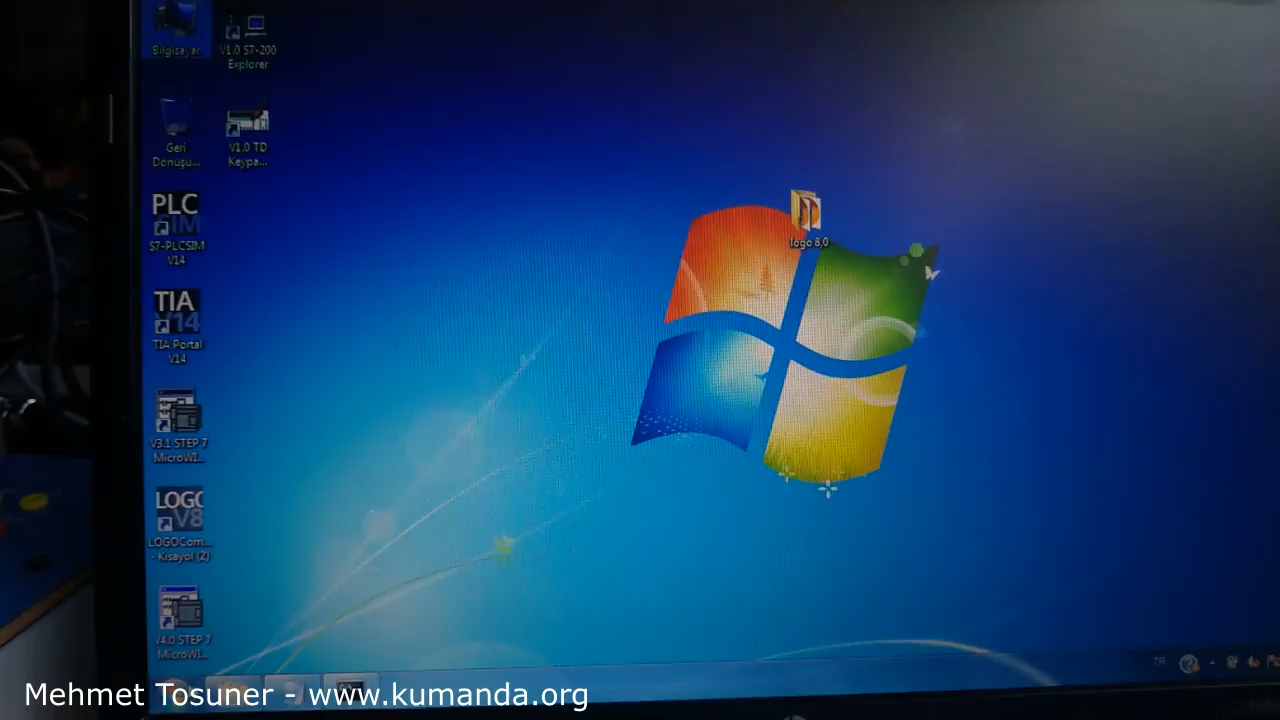 Bilgisayar
V1.0 S7-200
Explorer
Geri
Dönüşü...
V1.0 TD
Keypa...
PLC
SIM
S7-PLCSIM
V14
TIA
V14
TIA Portal
V14
V3.1 STEP 7
MicroWI...
LOGO
V8
LOGOCom...
- Kısayol (2)
V4.0 STEP 7
MicroWI...
logo 8,0
TR
Mehmet Tosuner - www.kumanda.org